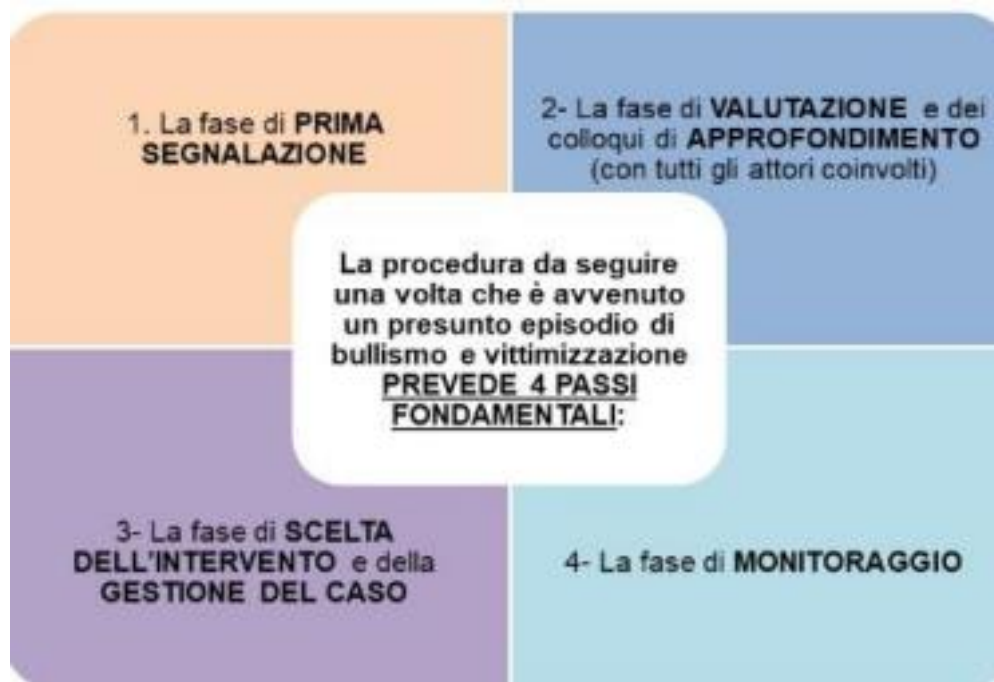 1. La fase di PRIMA
SEGNALAZIONE
2- La fase di VALUTAZIONE e dei
colloqui di APPROFONDIMENTO
(con tutti gli attori coinvolti)
La procedura da seguire
una volta che è avvenuto
un presunto episodio di
bullismo e vittimizzazione
PREVEDE 4 PASSI
FONDAMENTALI:
3- La fase di SCELTA
DELL'INTERVENTO e della
GESTIONE DEL CASO
4- La fase di MONITORAGGIO